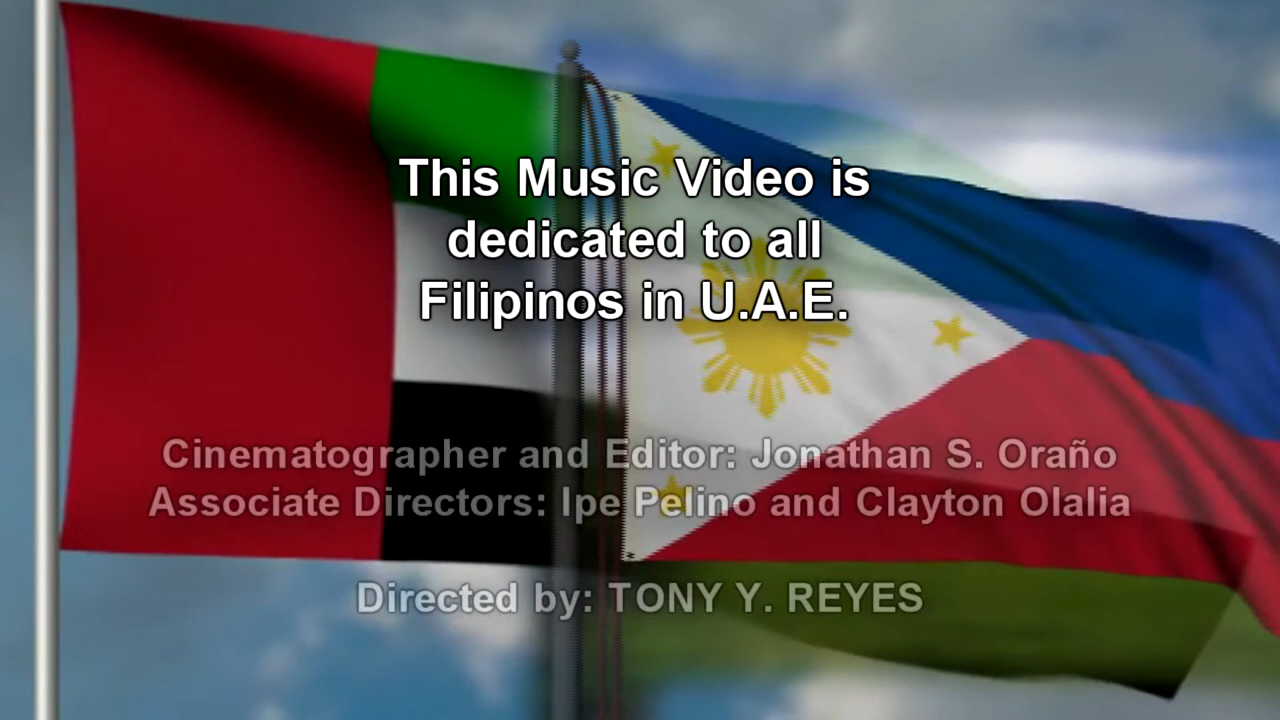 This Music Video is
dedicated to all
Filipinos in U.A.E.
Cinematographer and Editor: Jonathan S. Oraño
Associate Directors: Ipe Pelino and Clayton Olalia
Directed by: TONY Y. REYES